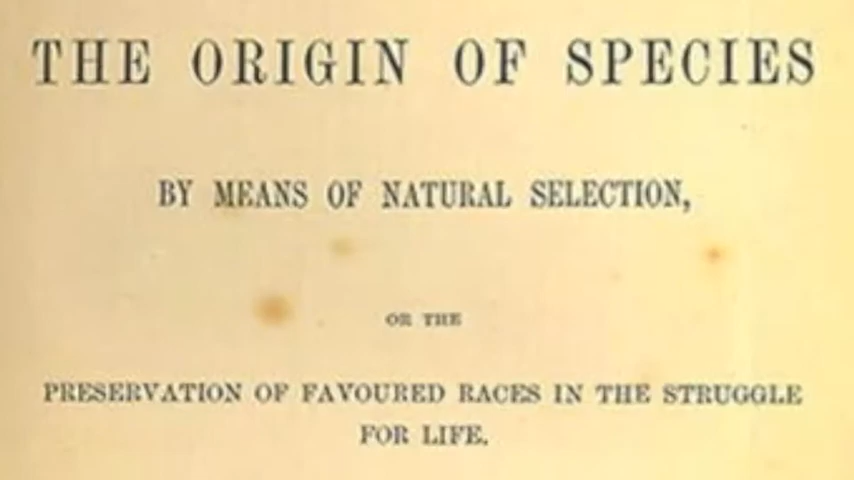 THE ORIGIN OF SPECIES
BY MEANS OF NATURAL SELECTION,
OR THE
PRESERVATION OF FAVOURED RACES IN THE STRUGGLE
FOR LIFE.